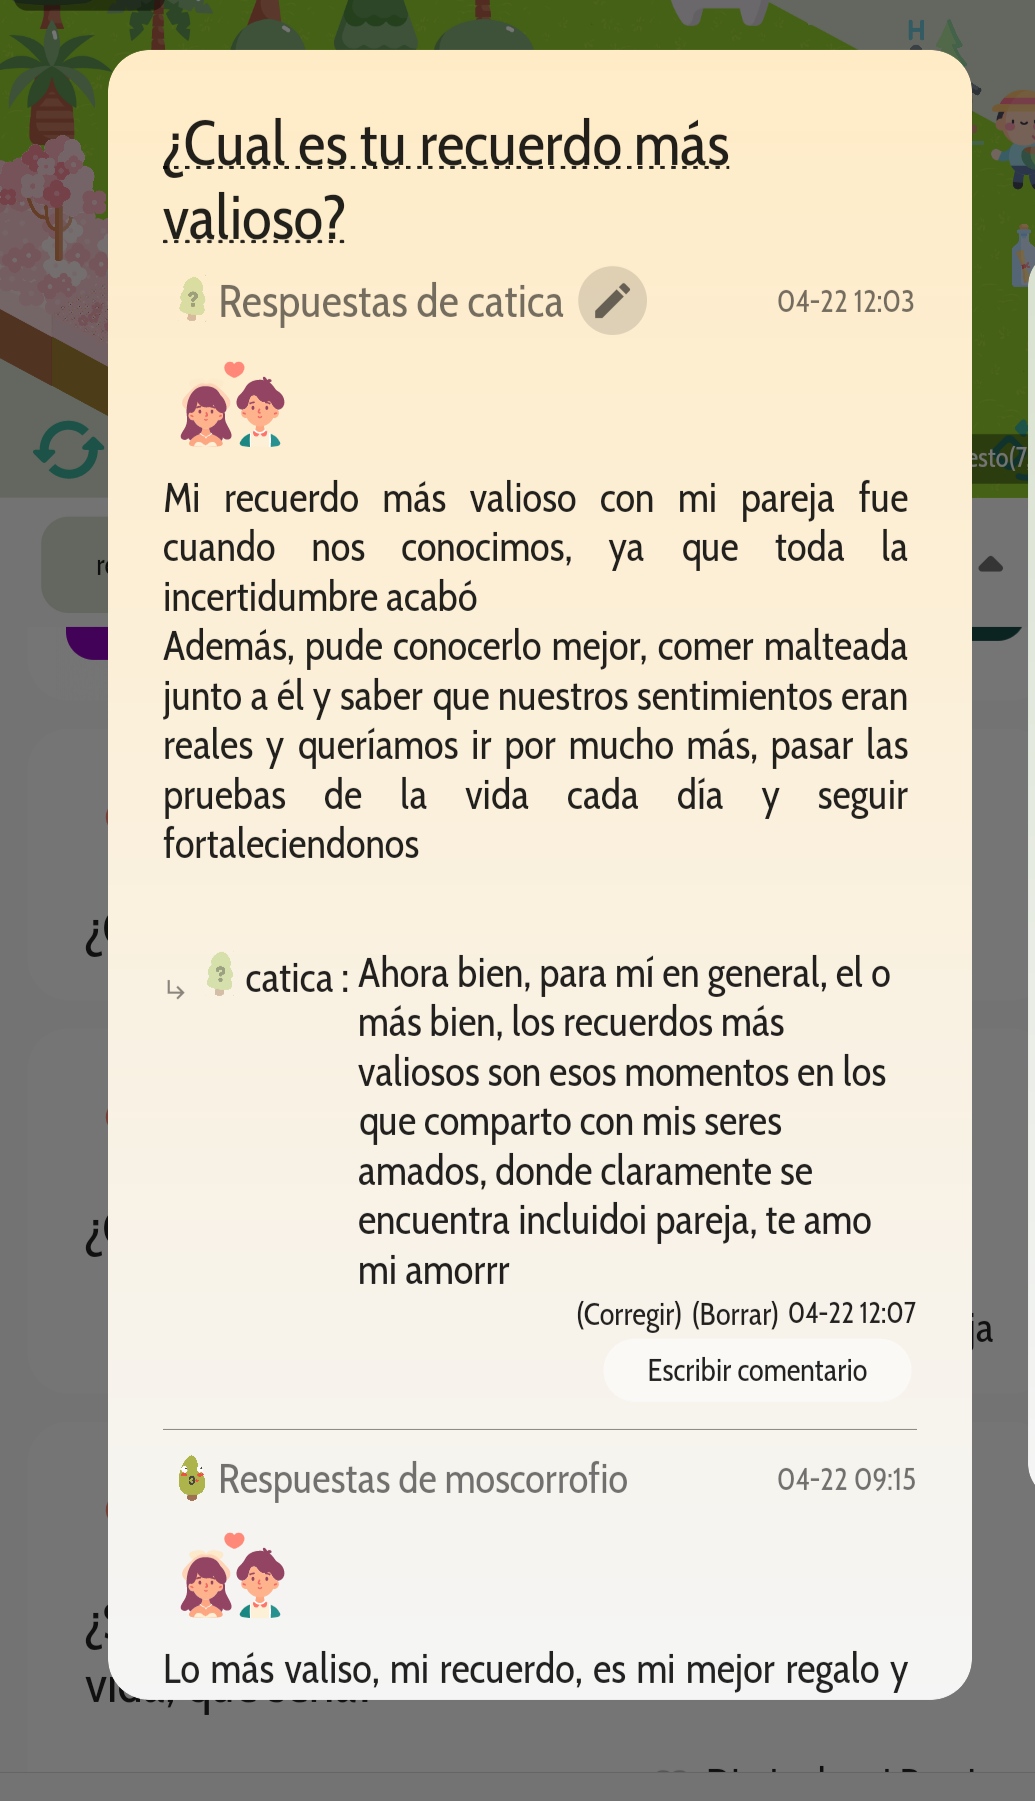 H
¿Cual es tu recuerdo más
valioso?
Respuestas de catica
04-22 12:03
Mi recuerdo más valioso con mi pareja fue
cuando nos conocimos, ya que toda la
incertidumbre acabó
Además, pude conocerlo mejor, comer malteada
junto a él y saber que nuestros sentimientos eran
reales y queríamos ir por mucho más, pasar las
pruebas de la vida cada día y seguir
fortaleciendonos
catica : Ahora bien, para mí en general, el o
más bien, los recuerdos más
valiosos son esos momentos en los
que comparto con mis seres
amados, donde claramente se
encuentra incluidoi pareja, te amo
mi amorrr
(Corregir) (Borrar) 04-22 12:07
Escribir comentario
Respuestas de moscorrofio
04-22 09:15
Lo más valiso, mi recuerdo, es mi mejor regalo y